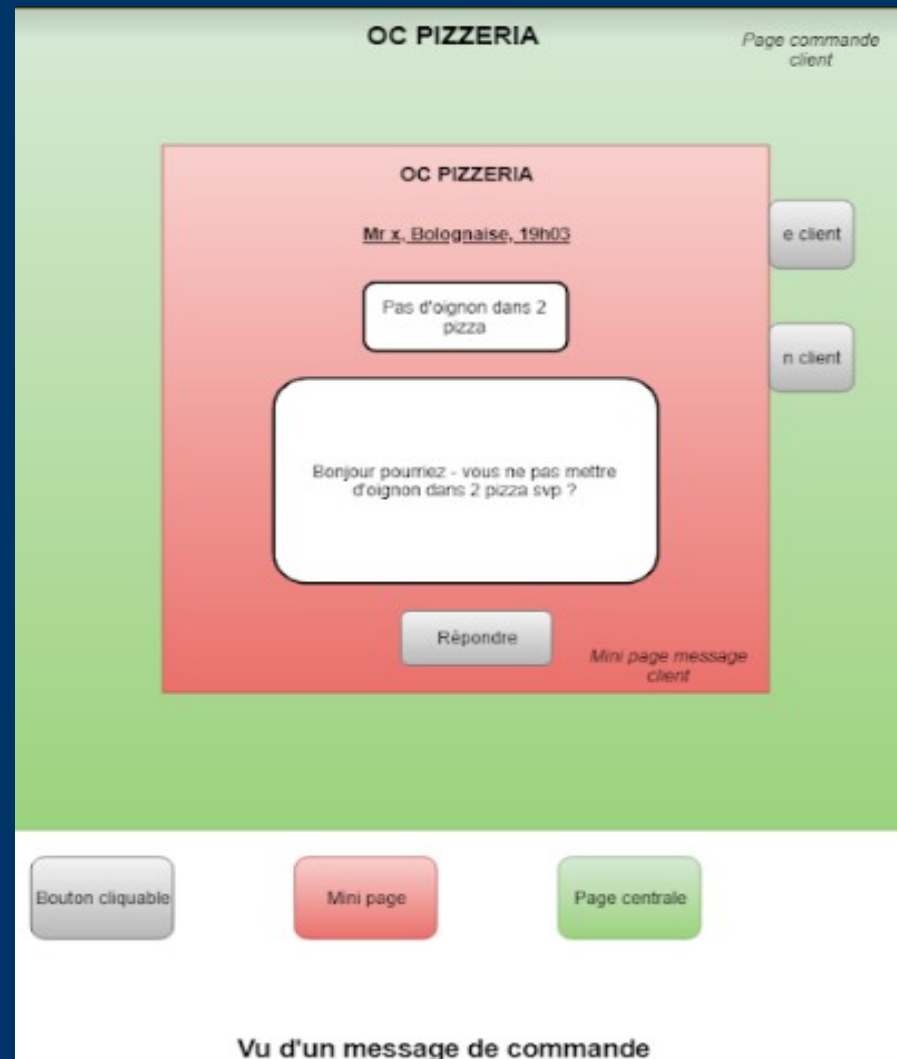 OC PIZZERIA
Page commande
client
OC PIZZERIA
Mr x, Bolognaise, 19h03
e client
Pas d'oignon dans 2
pizza
n client
Bonjour pourriez - vous ne pas mettre
d'oignon dans 2 pizza svp ?
Répondre
Mini page message
client
Bouton cliquable
Mini page
Page centrale
Vu d'un message de commande